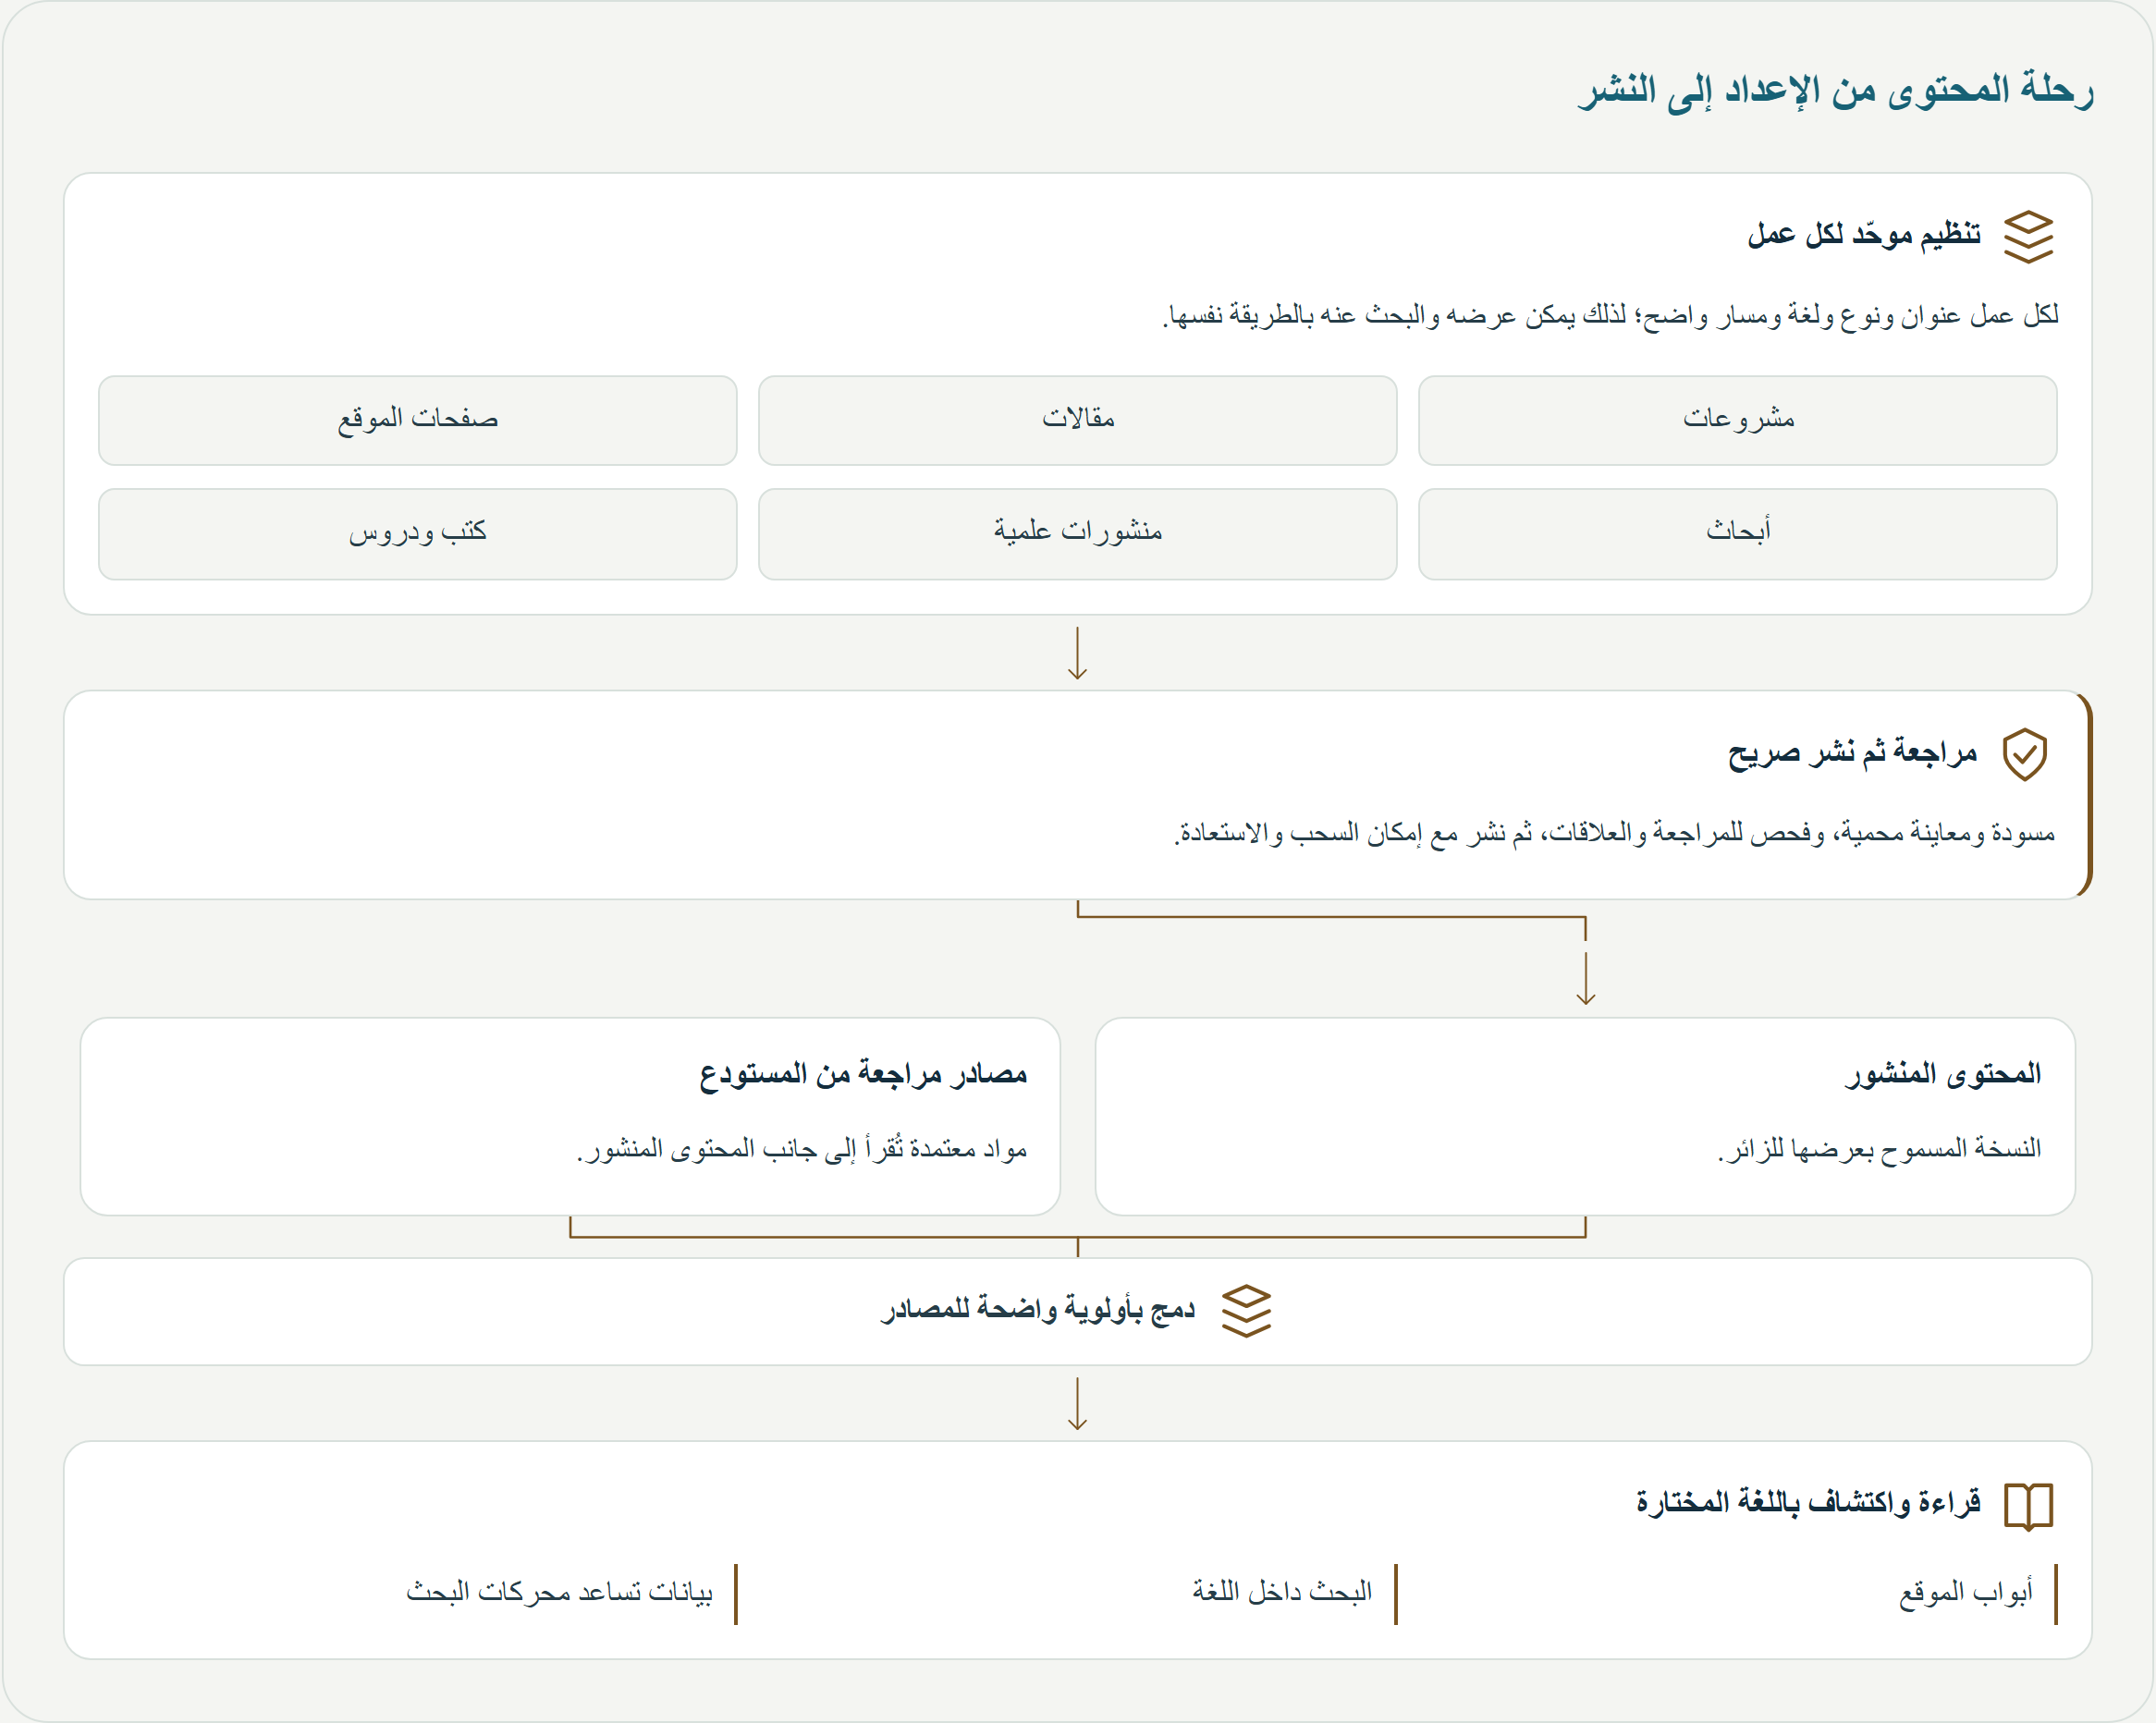 رحلة المحتوى من الإعداد إلى النشر
تنظيم موحّد لكل عمل
لكل عمل عنوان ونوع ولغة ومسار واضح؛ لذلك يمكن عرضه والبحث عنه بالطريقة نفسها.
مشروعات
مقالات
صفحات الموقع
أبحاث
منشورات علمية
كتب ودروس
مراجعة ثم نشر صريح
مسودة ومعاينة محمية، وفحص للمراجعة والعلاقات، ثم نشر مع إمكان السحب والاستعادة.
المحتوى المنشور
النسخة المسموح بعرضها للزائر.
مصادر مراجعة من المستودع
مواد معتمدة تُقرأ إلى جانب المحتوى المنشور.
دمج بأولوية واضحة للمصادر
قراءة واكتشاف باللغة المختارة
أبواب الموقع
البحث داخل اللغة
بيانات تساعد محركات البحث